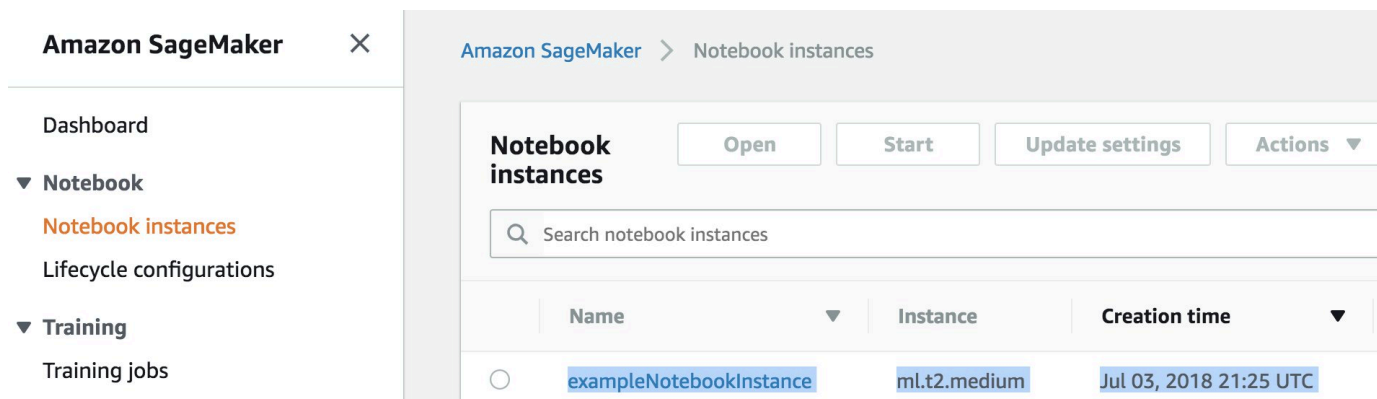 Amazon SageMaker
Dashboard
Notebook
Notebook instances
Lifecycle configurations
Training
Training jobs
Amazon SageMaker > Notebook instances
Notebook
instances
Open Start Update settings Actions
Search notebook instances
Name Instance Creation time
exampleNotebookInstance ml.t2.medium Jul 03, 2018 21:25 UTC